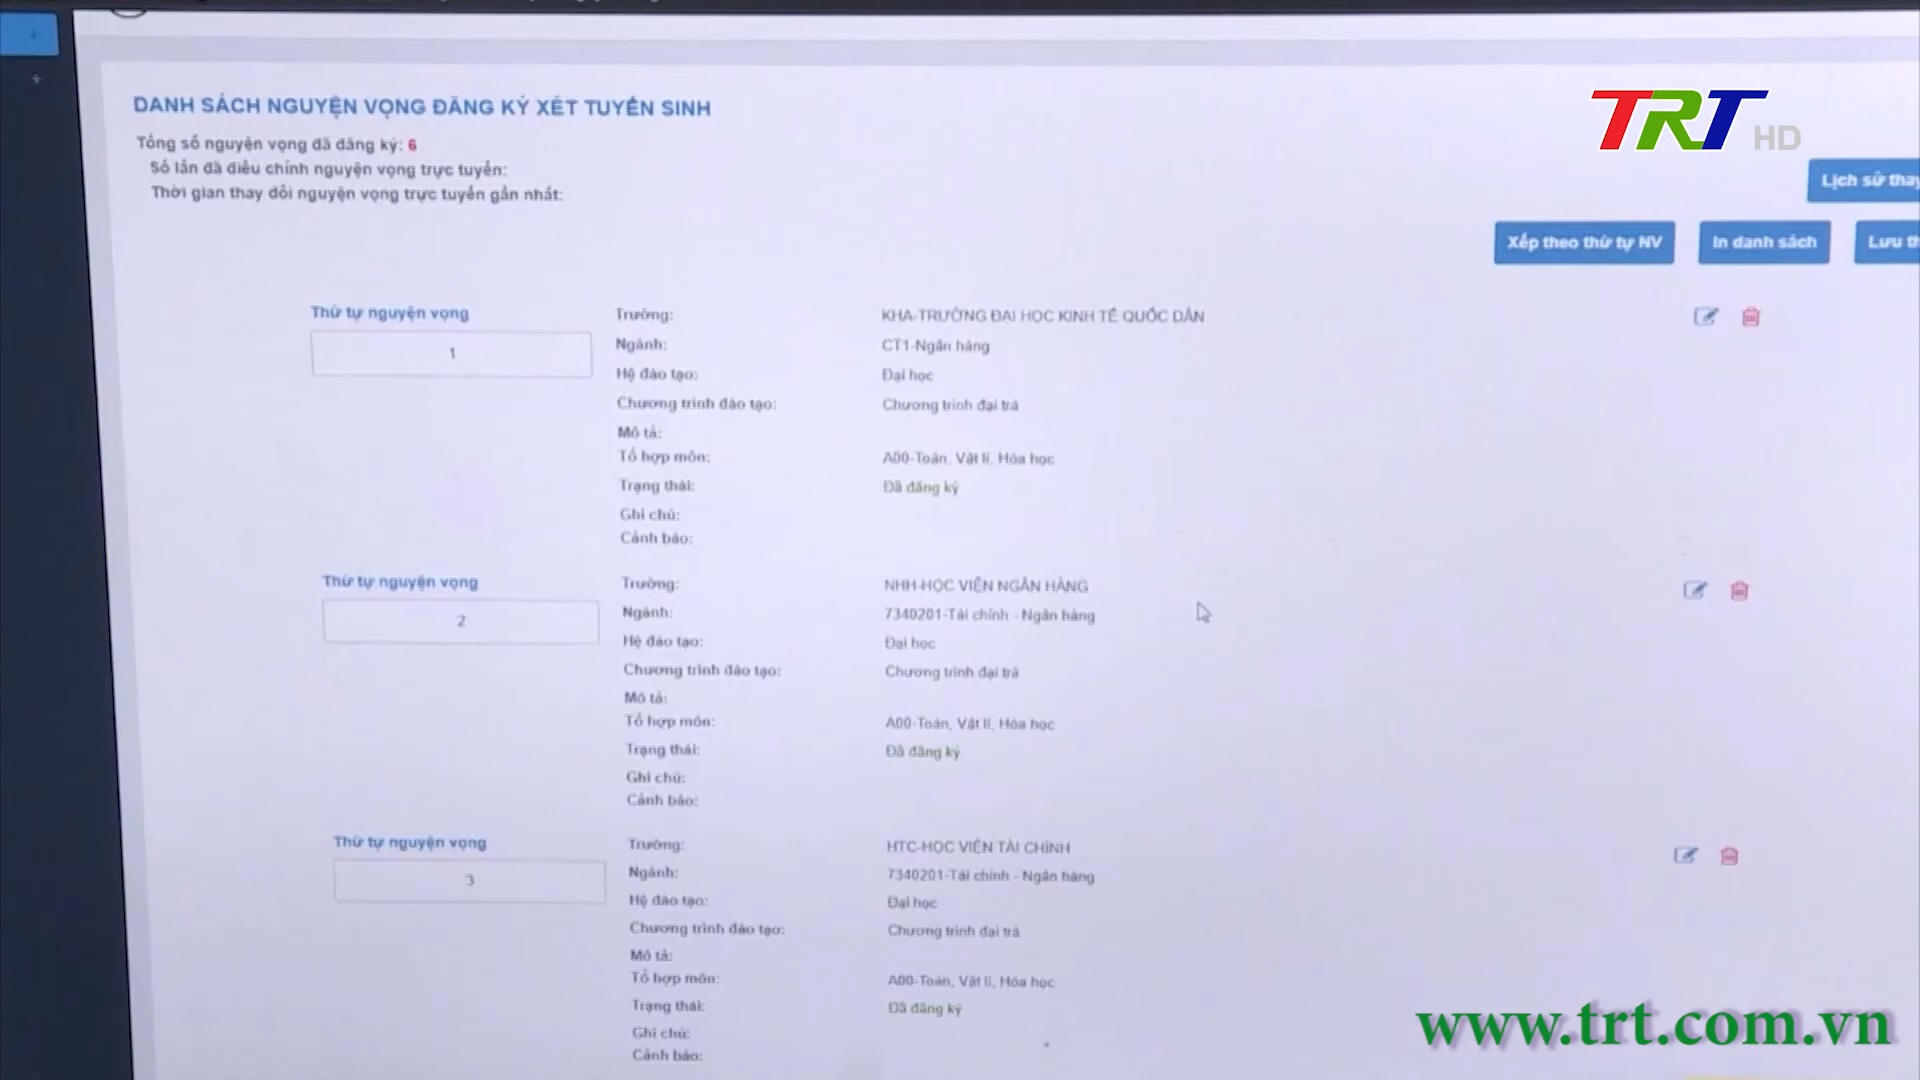 DANH SÁCH NGUYỆN VỌNG ĐĂNG KÝ XÉT TUYỂN SINH
Tổng số nguyện vọng đã đăng ký: 6
Số lần đã điều chỉnh nguyện vọng trực tuyến:
Thời gian thay đổi nguyện vọng trực tuyến gần nhất:
TRT HD
Lịch sử thay
Xếp theo thứ tự NV
In danh sách
Lưu th
Thứ tự nguyện vọng
1
Trường: KHA-TRƯỜNG ĐẠI HỌC KINH TẾ QUỐC DÂN
Ngành: CT1-Ngân hàng
Hệ đào tạo: Đại học
Chương trình đào tạo: Chương trình đại trà
Mô tả:
Tổ hợp môn: A00-Toán, Vật lí, Hóa học
Trạng thái: Đã đăng ký
Ghi chú:
Cảnh báo:
Thứ tự nguyện vọng
2
Trường: NHH-HỌC VIỆN NGÂN HÀNG
Ngành: 7340201-Tài chính - Ngân hàng
Hệ đào tạo: Đại học
Chương trình đào tạo: Chương trình đại trà
Mô tả:
Tổ hợp môn: A00-Toán, Vật lí, Hóa học
Trạng thái: Đã đăng ký
Ghi chú:
Cảnh báo:
Thứ tự nguyện vọng
3
Trường: HTC-HỌC VIỆN TÀI CHÍNH
Ngành: 7340201-Tài chính - Ngân hàng
Hệ đào tạo: Đại học
Chương trình đào tạo: Chương trình đại trà
Mô tả:
Tổ hợp môn: A00-Toán, Vật lí, Hóa học
Trạng thái: Đã đăng ký
Ghi chú:
Cảnh báo:
www.trt.com.vn